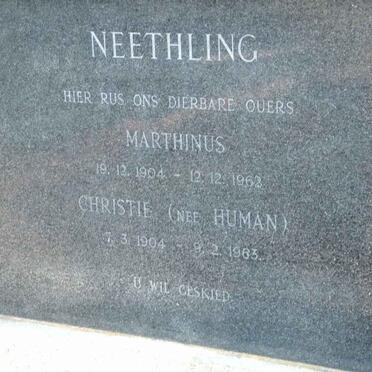 NEETHLING
HIER RUS ONS DIERBARE OUERS
MARTHINUS
19. 12. 1904 - 12. 12. 1962
CHRISTIE (NEE HUMAN)
7. 3. 1904 - 9. 2. 1963
U WIL GESKIED